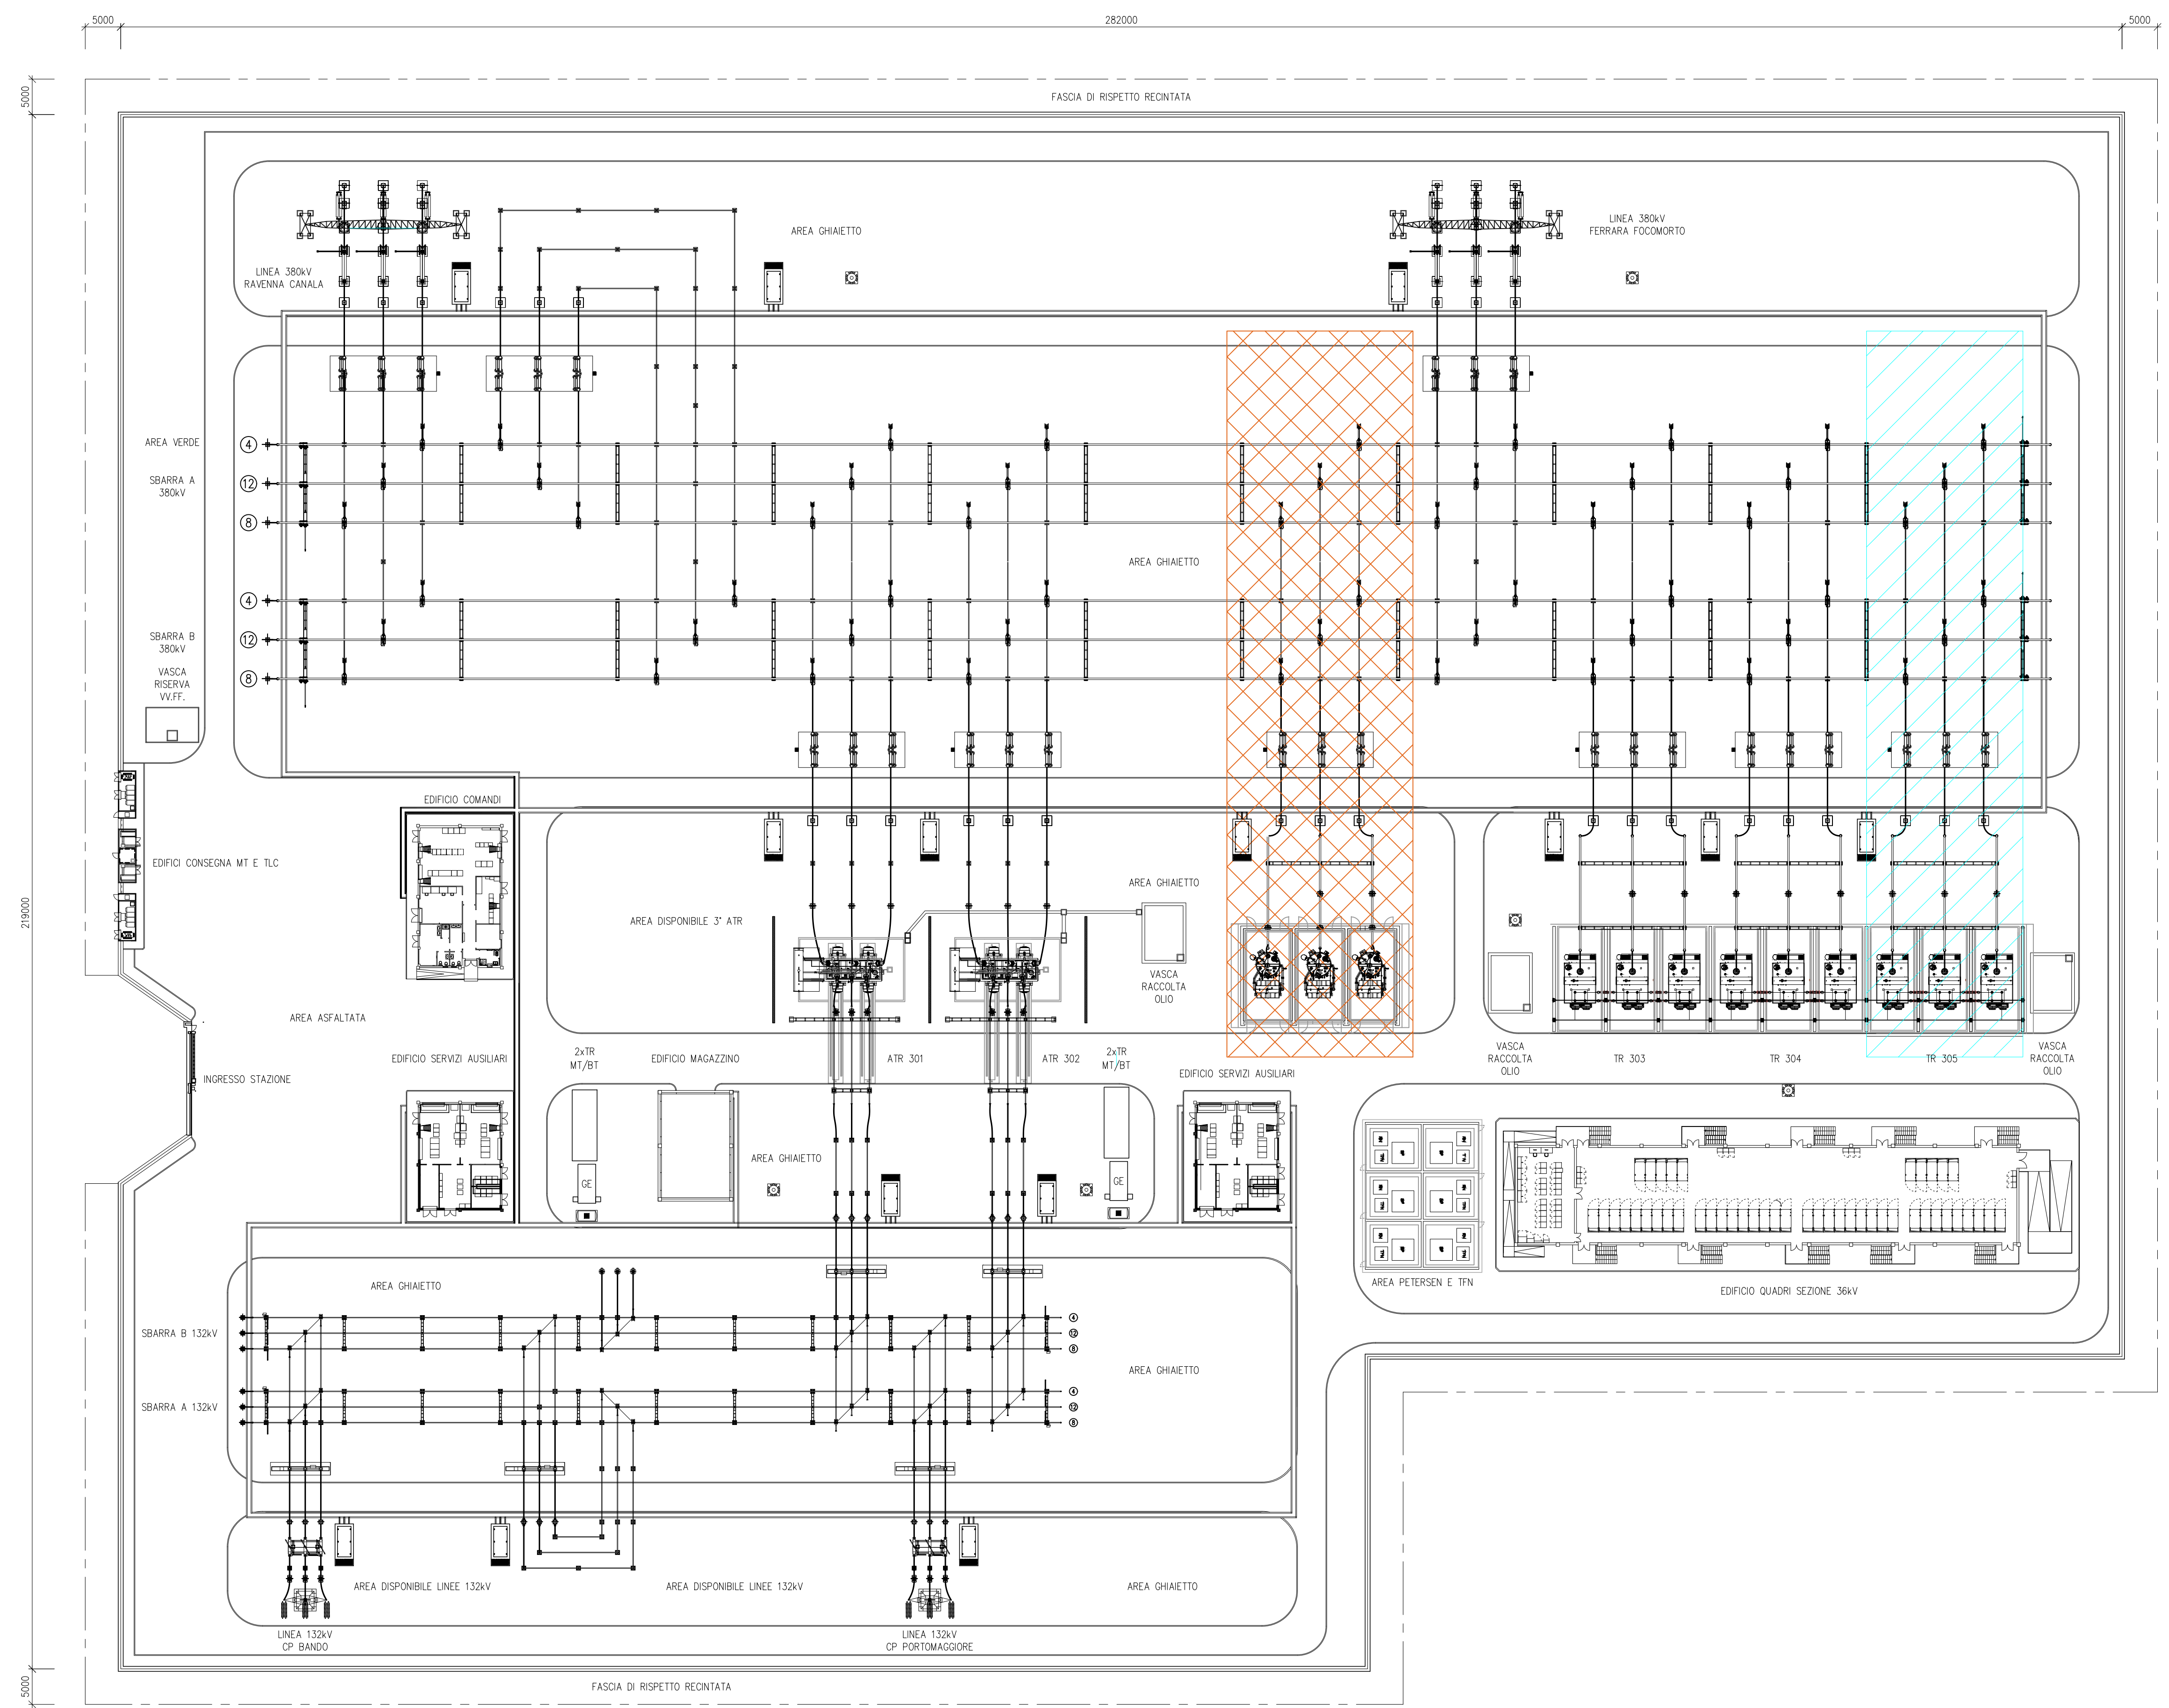 5000
282000
5000
5000
FASCIA DI RISPETTO RECINTATA
LINEA 380kV
RAVENNA CANALA
AREA GHIAIETTO
LINEA 380kV
FERRARA FOCOMORTO
AREA VERDE
4
SBARRA A
380kV
12
8
AREA GHIAIETTO
4
SBARRA B
380kV
12
VASCA
RISERVA
VV.FF.
8
EDIFICIO COMANDI
EDIFICI CONSEGNA MT E TLC
219000
AREA GHIAIETTO
AREA DISPONIBILE 3° ATR
VASCA
RACCOLTA
OLIO
AREA ASFALTATA
EDIFICIO SERVIZI AUSILIARI
2xTR
MT/BT
EDIFICIO MAGAZZINO
ATR 301
ATR 302
2xTR
MT/BT
EDIFICIO SERVIZI AUSILIARI
VASCA
RACCOLTA
OLIO
TR 303
TR 304
TR 305
VASCA
RACCOLTA
OLIO
INGRESSO STAZIONE
AREA GHIAIETTO
GE
GE
AREA PETERSEN E TFN
EDIFICIO QUADRI SEZIONE 36kV
AREA GHIAIETTO
4
SBARRA B 132kV
12
8
AREA GHIAIETTO
4
SBARRA A 132kV
12
8
AREA DISPONIBILE LINEE 132kV
AREA DISPONIBILE LINEE 132kV
AREA GHIAIETTO
LINEA 132kV
CP BANDO
LINEA 132kV
CP PORTOMAGGIORE
5000
FASCIA DI RISPETTO RECINTATA